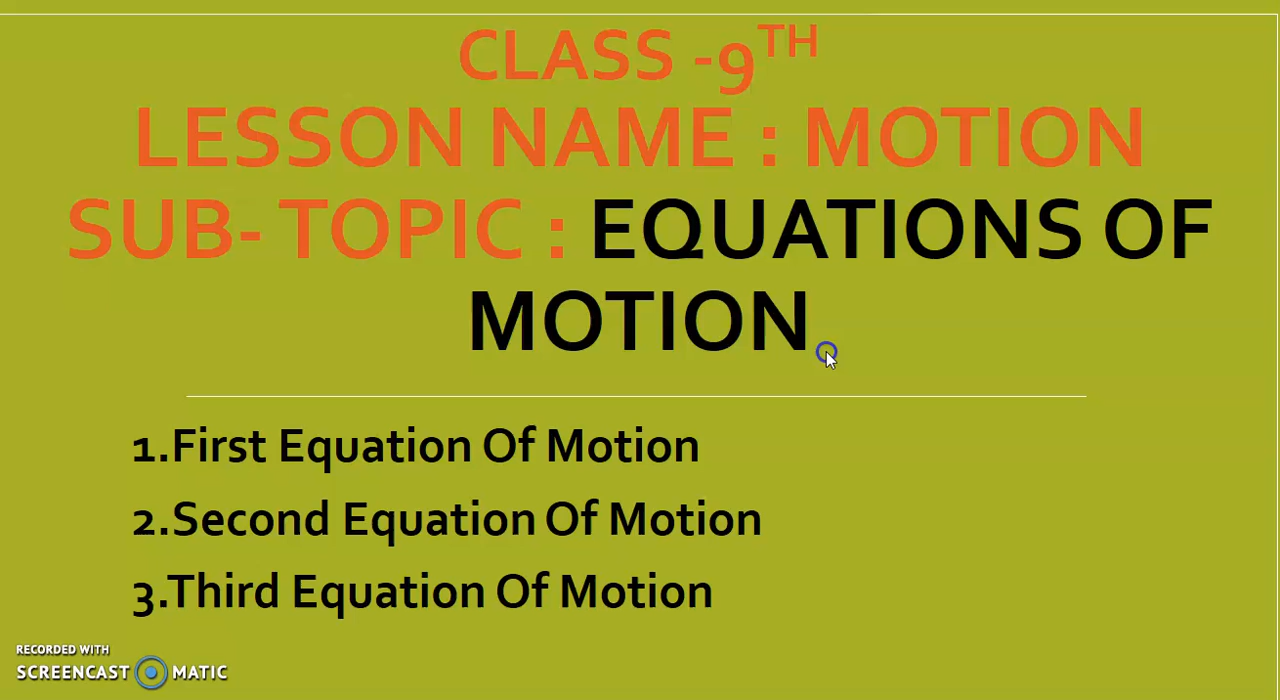 CLASS -9TH
LESSON NAME : MOTION
SUB- TOPIC : EQUATIONS OF
MOTION
1.First Equation Of Motion
2.Second Equation Of Motion
3.Third Equation Of Motion
RECORDED WITH
SCREENCAST MATIC